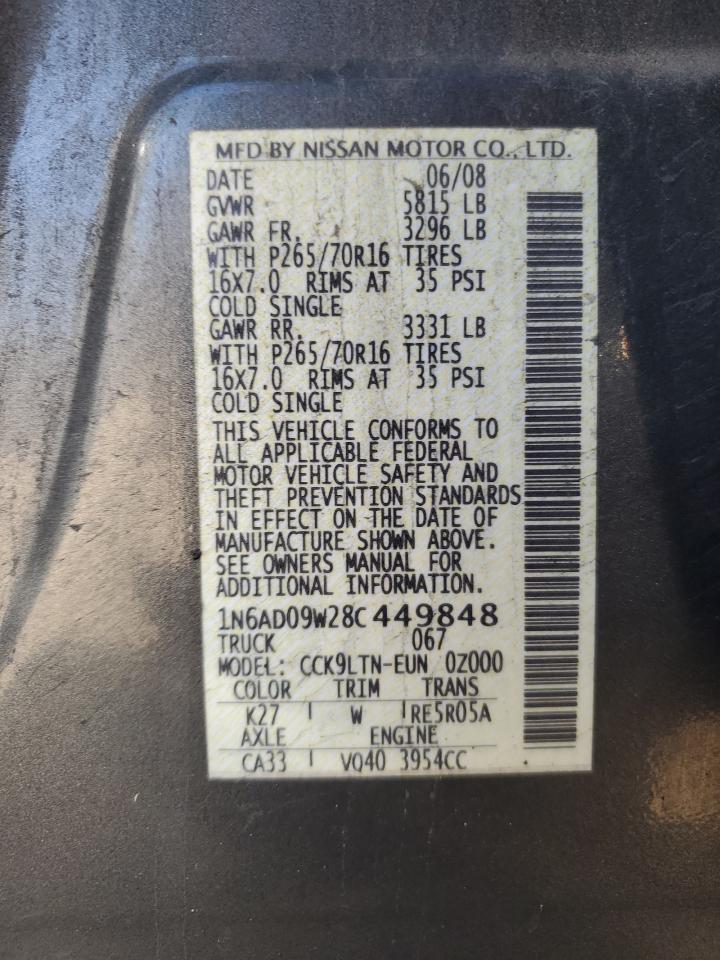 MFD BY NISSAN MOTOR CO., LTD.
DATE 06/08
GVWR 5815 LB
GAWR FR. 3296 LB
WITH P265/70R16 TIRES
16X7.0 RIMS AT 35 PSI
COLD SINGLE
GAWR RR. 3331 LB
WITH P265/70R16 TIRES
16X7.0 RIMS AT 35 PSI
COLD SINGLE
THIS VEHICLE CONFORMS TO
ALL APPLICABLE FEDERAL
MOTOR VEHICLE SAFETY AND
THEFT PREVENTION STANDARDS
IN EFFECT ON THE DATE OF
MANUFACTURE SHOWN ABOVE.
SEE OWNERS MANUAL FOR
ADDITIONAL INFORMATION.
1N6AD09W28C 449848
TRUCK 067
MODEL: CCK9LTN-EUN 0Z000
COLOR TRIM TRANS
K27 W RE5R05A
AXLE ENGINE
CA33 VQ40 3954CC